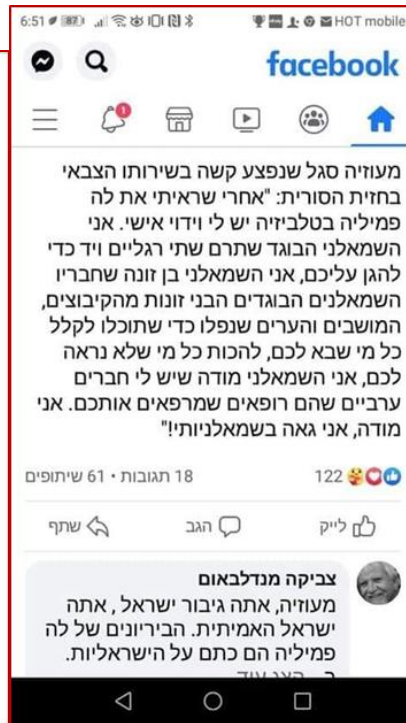 6:51 87 HOT mobile
facebook
1
מעוזיה סגל שנפצע קשה בשירותו הצבאי
בחזית הסורית: "אחרי שראיתי את לה
פמיליה בטלביזיה יש לי וידוי אישי. אני
השמאלני הבוגד שתרם שתי רגליים ויד כדי
להגן עליכם, אני השמאלני בן זונה שחבריו
השמאלנים הבוגדים הבני זונות מהקיבוצים,
המושבים והערים שנפלו כדי שתוכלו לקלל
כל מי שבא לכם, להכות כל מי שלא נראה
לכם, אני השמאלני מודה שיש לי חברים
ערביים שהם רופאים שמרפאים אותכם. אני
מודה, אני גאה בשמאלניותי!"
122 18 תגובות • 61 שיתופים
לייק הגב שתף
צביקה מנדלבאום
מעוזיה, אתה גיבור ישראל , אתה
ישראל האמיתית. הביריונים של לה
פמיליה הם כתם על הישראליות.